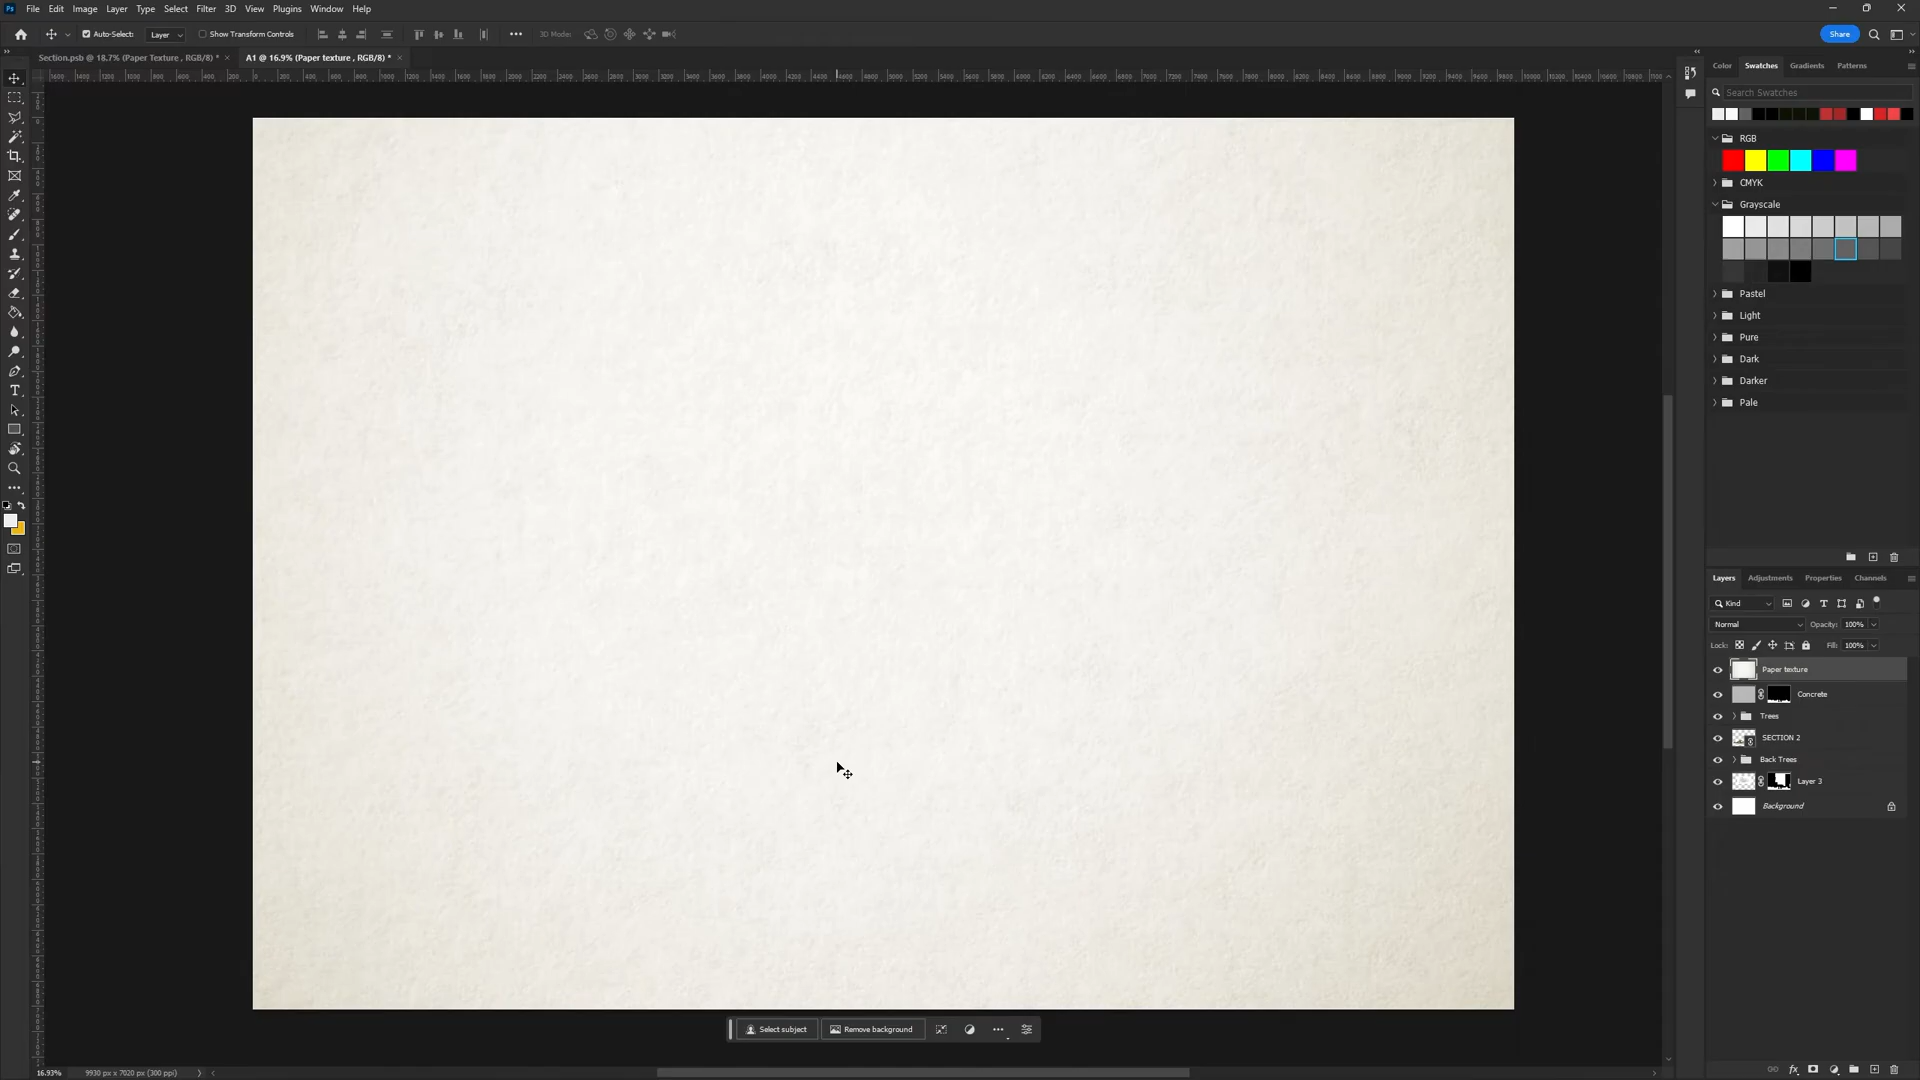 Ps File Edit Image Layer Type Select Filter 3D View Plugins Window Help
Auto-Select: Layer Show Transform Controls 3D Mode: Share
Section.psb @ 18.7% (Paper Texture , RGB/8) * × A1 @ 16.9% (Paper texture , RGB/8) * ×
Color Swatches Gradients Patterns
Search Swatches
RGB
CMYK
Grayscale
Pastel
Light
Pure
Dark
Darker
Pale
Layers Adjustments Properties Channels
Kind
Normal Opacity: 100%
Lock: Fill: 100%
Paper texture
Concrete
Trees
SECTION 2
Back Trees
Layer 3
Background
Select subject Remove background
16.93% 9930 px x 7020 px (300 ppi)